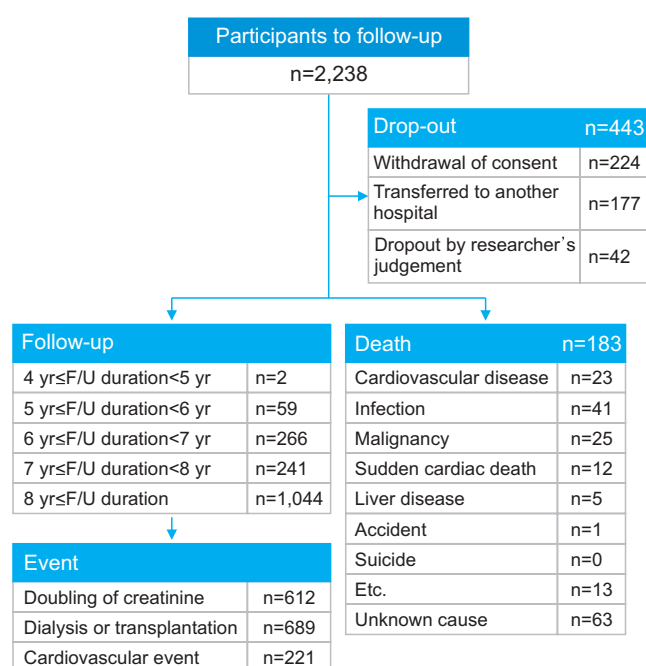 Participants to follow-up
n=2,238
Drop-out n=443
Withdrawal of consent n=224
Transferred to another
hospital n=177
Dropout by researcher's
judgement n=42
Follow-up
4 yr≤F/U duration<5 yr n=2
5 yr≤F/U duration<6 yr n=59
6 yr≤F/U duration<7 yr n=266
7 yr≤F/U duration<8 yr n=241
8 yr≤F/U duration n=1,044
Death n=183
Cardiovascular disease n=23
Infection n=41
Malignancy n=25
Sudden cardiac death n=12
Liver disease n=5
Accident n=1
Suicide n=0
Etc. n=13
Unknown cause n=63
Event
Doubling of creatinine n=612
Dialysis or transplantation n=689
Cardiovascular event n=221